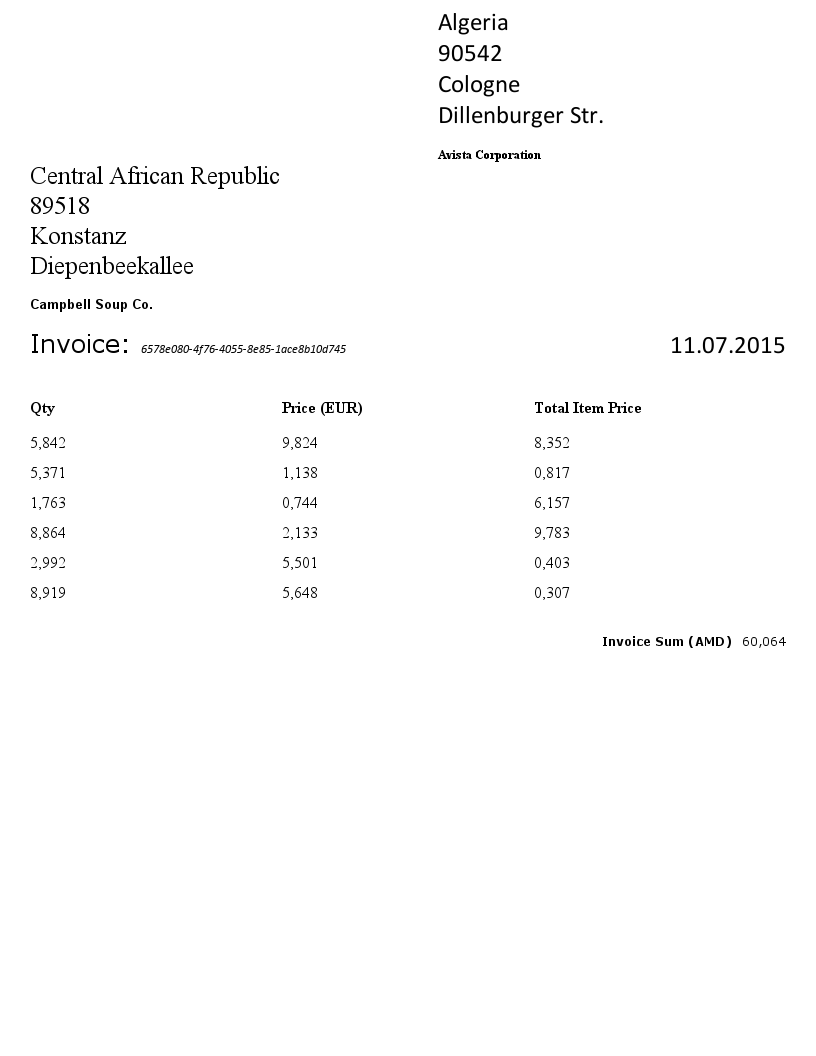 Algeria
90542
Cologne
Dillenburger Str.
Avista Corporation
Central African Republic
89518
Konstanz
Diepenbeekallee
Campbell Soup Co.
Invoice: 6578e080-4f76-4055-8e85-1ace8b10d745 11.07.2015
Qty Price (EUR) Total Item Price
5,842 9,824 8,352
5,371 1,138 0,817
1,763 0,744 6,157
8,864 2,133 9,783
2,992 5,501 0,403
8,919 5,648 0,307
Invoice Sum (AMD) 60,064